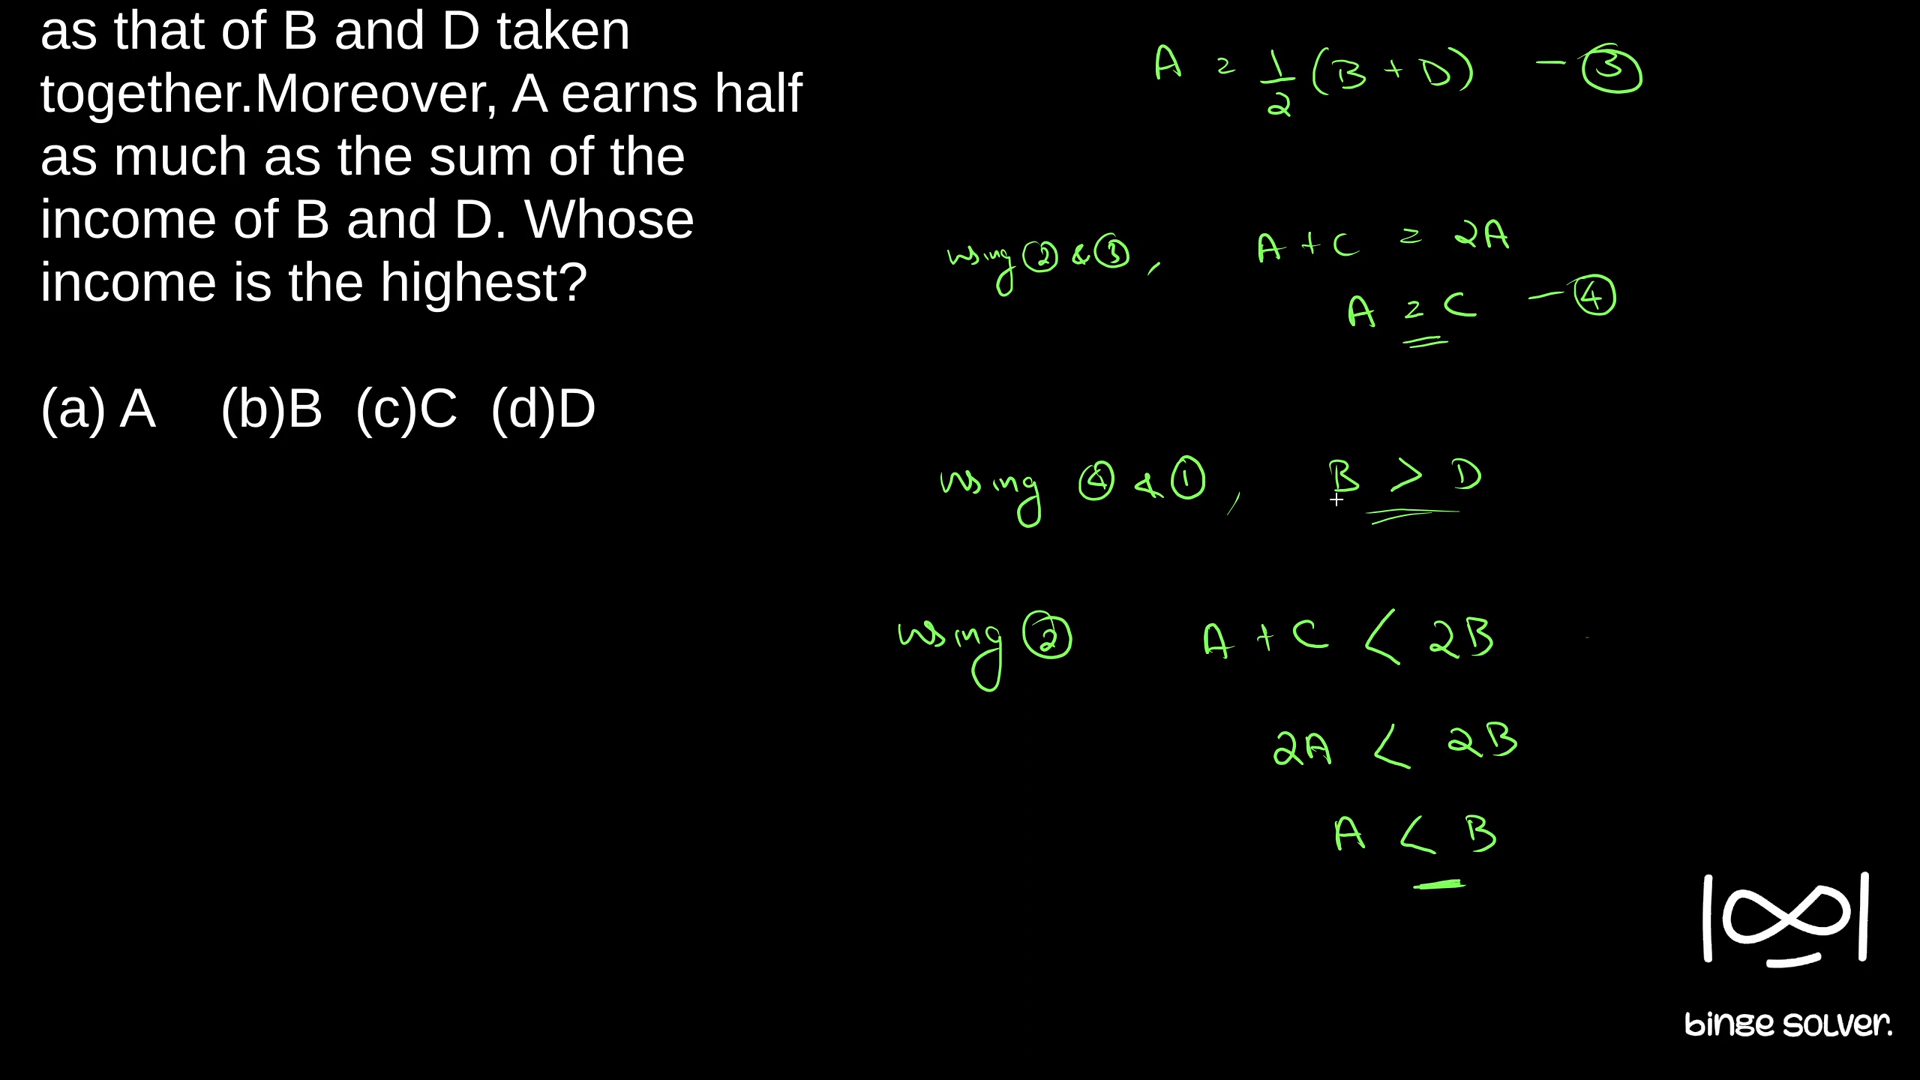 as that of B and D taken
together.Moreover, A earns half
as much as the sum of the
income of B and D. Whose
income is the highest?
(a) A (b)B (c)C (d)D
A = 1/2 (B + D) - ③
using ② & ③, A + C = 2A
A = C - ④
using ④ & ①, B > D
using ② A + C < 2B
2A < 2B
A < B
binge solver.